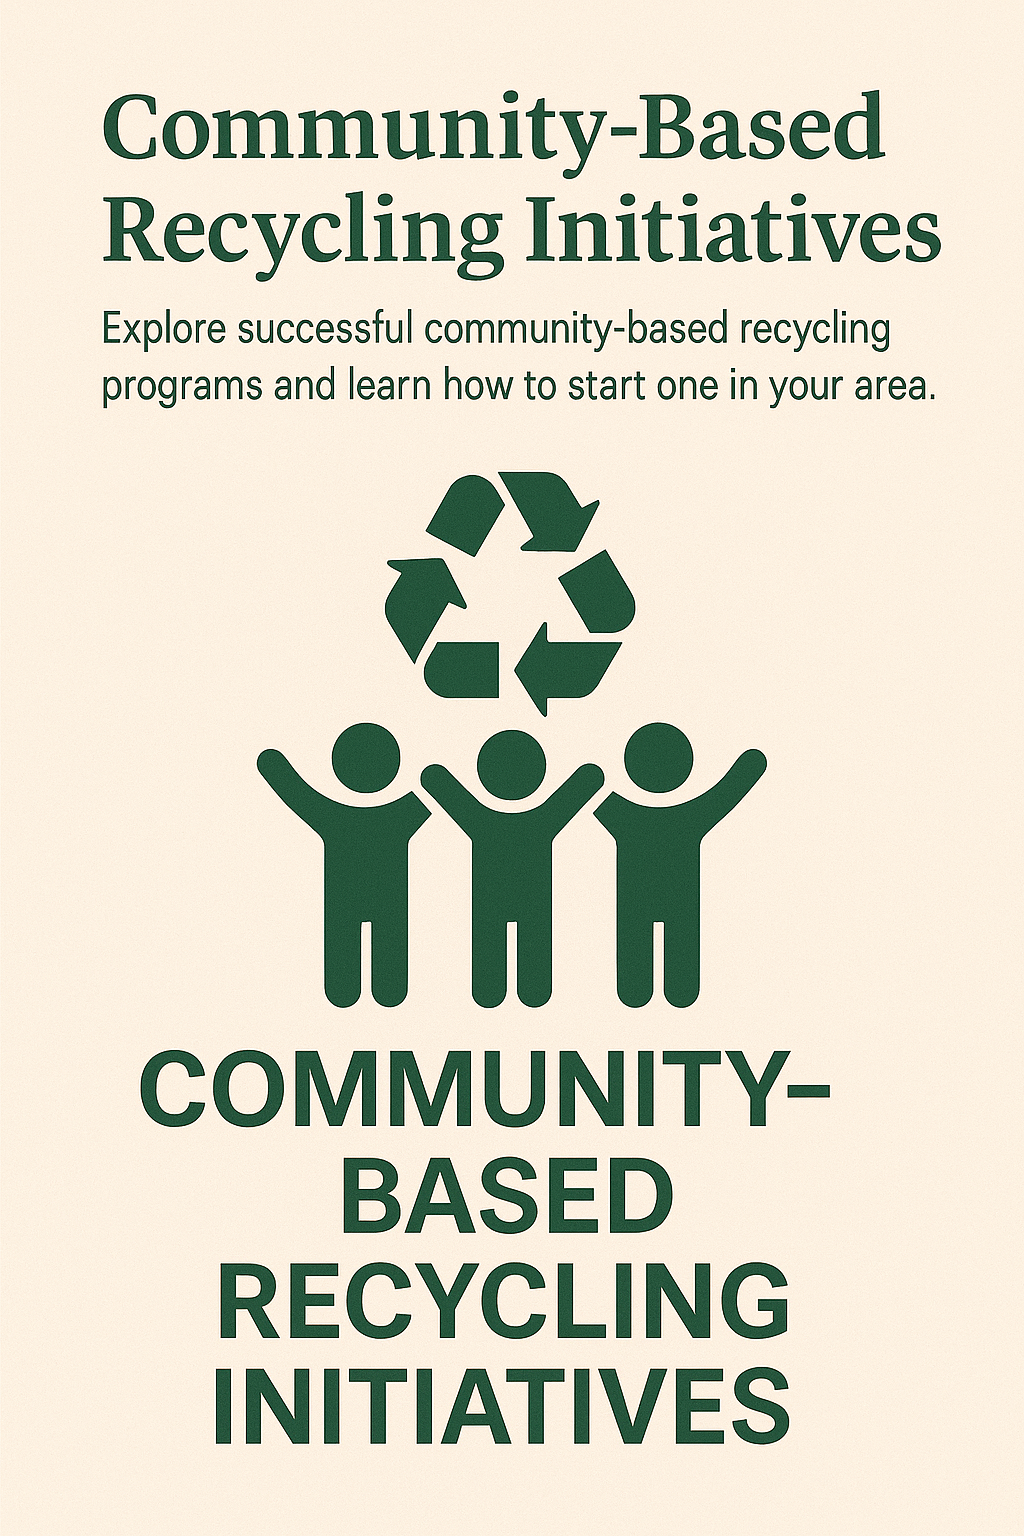 Community-Based
Recycling Initiatives
Explore successful community-based recycling
programs and learn how to start one in your area.
COMMUNITY-
BASED
RECYCLING
INITIATIVES